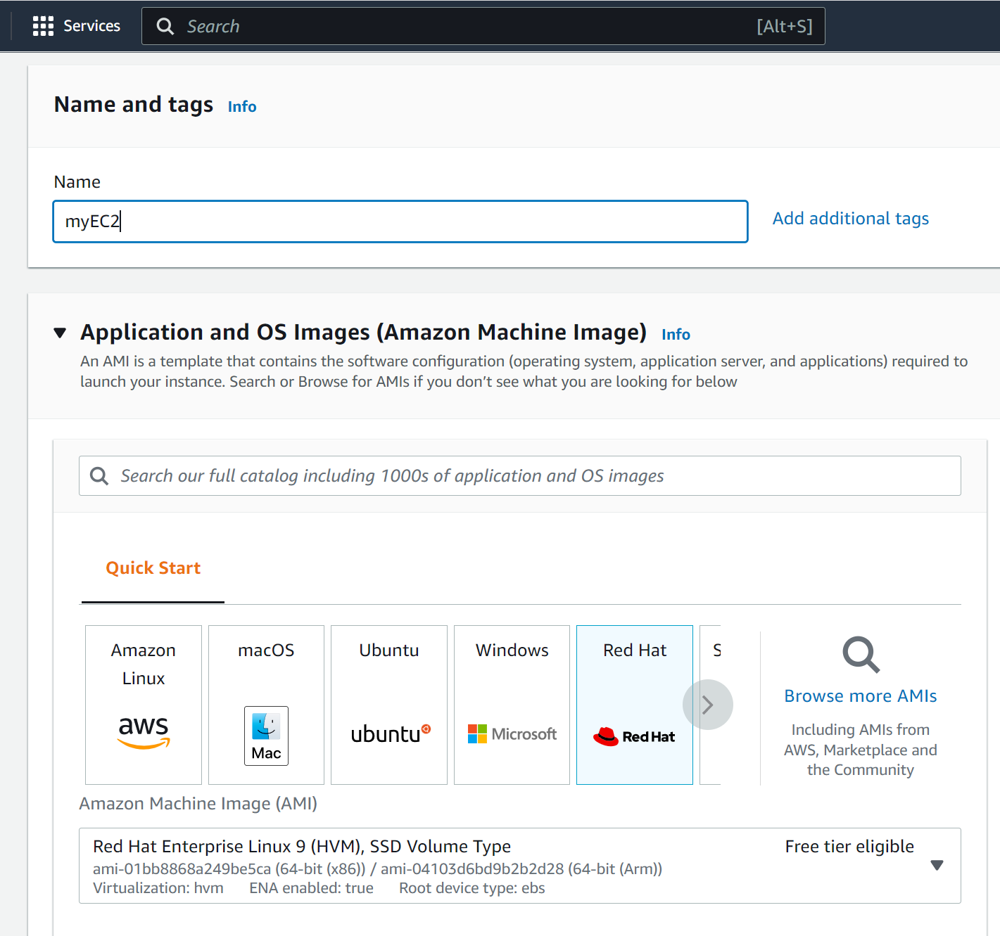 Services
Search
[Alt+S]
Name and tags Info
Name
myEC2
Add additional tags
Application and OS Images (Amazon Machine Image) Info
An AMI is a template that contains the software configuration (operating system, application server, and applications) required to
launch your instance. Search or Browse for AMIs if you don’t see what you are looking for below
Search our full catalog including 1000s of application and OS images
Quick Start
Amazon
Linux
aws
macOS
Mac
Ubuntu
ubuntu
Windows
Microsoft
Red Hat
Red Hat
S
Browse more AMIs
Including AMIs from
AWS, Marketplace and
the Community
Amazon Machine Image (AMI)
Red Hat Enterprise Linux 9 (HVM), SSD Volume Type
Free tier eligible
ami-01bb8868a249be5ca (64-bit (x86)) / ami-04103d6bd9b2b2d28 (64-bit (Arm))
Virtualization: hvm ENA enabled: true Root device type: ebs